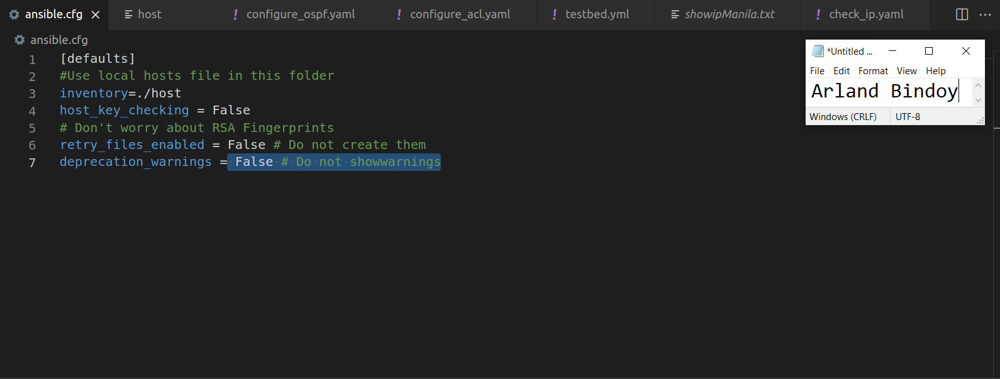 ansible.cfg
host
configure_ospf.yaml
configure_acl.yaml
testbed.yml
showipManila.txt
check_ip.yaml
ansible.cfg
1 [defaults]
2 #Use local hosts file in this folder
3 inventory=./host
4 host_key_checking = False
5 # Don't worry about RSA Fingerprints
6 retry_files_enabled = False # Do not create them
7 deprecation_warnings = False # Do not showwarnings
*Untitled ...
File Edit Format View Help
Arland Bindoy
Windows (CRLF) UTF-8